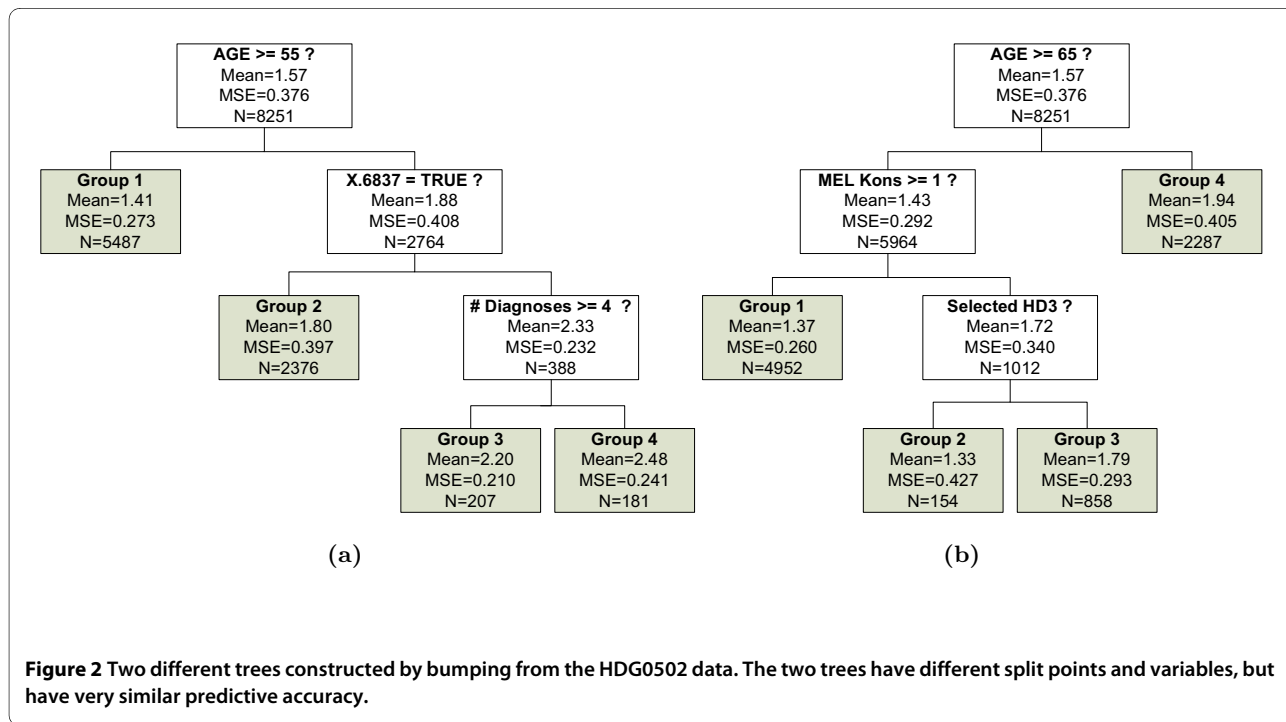 AGE >= 55 ?
Mean=1.57
MSE=0.376
N=8251
Group 1
Mean=1.41
MSE=0.273
N=5487
X.6837 = TRUE ?
Mean=1.88
MSE=0.408
N=2764
Group 2
Mean=1.80
MSE=0.397
N=2376
# Diagnoses >= 4 ?
Mean=2.33
MSE=0.232
N=388
Group 3
Mean=2.20
MSE=0.210
N=207
Group 4
Mean=2.48
MSE=0.241
N=181
(a)
AGE >= 65 ?
Mean=1.57
MSE=0.376
N=8251
MEL Kons >= 1 ?
Mean=1.43
MSE=0.292
N=5964
Group 4
Mean=1.94
MSE=0.405
N=2287
Group 1
Mean=1.37
MSE=0.260
N=4952
Selected HD3 ?
Mean=1.72
MSE=0.340
N=1012
Group 2
Mean=1.33
MSE=0.427
N=154
Group 3
Mean=1.79
MSE=0.293
N=858
(b)
Figure 2 Two different trees constructed by bumping from the HDG0502 data. The two trees have different split points and variables, but
have very similar predictive accuracy.